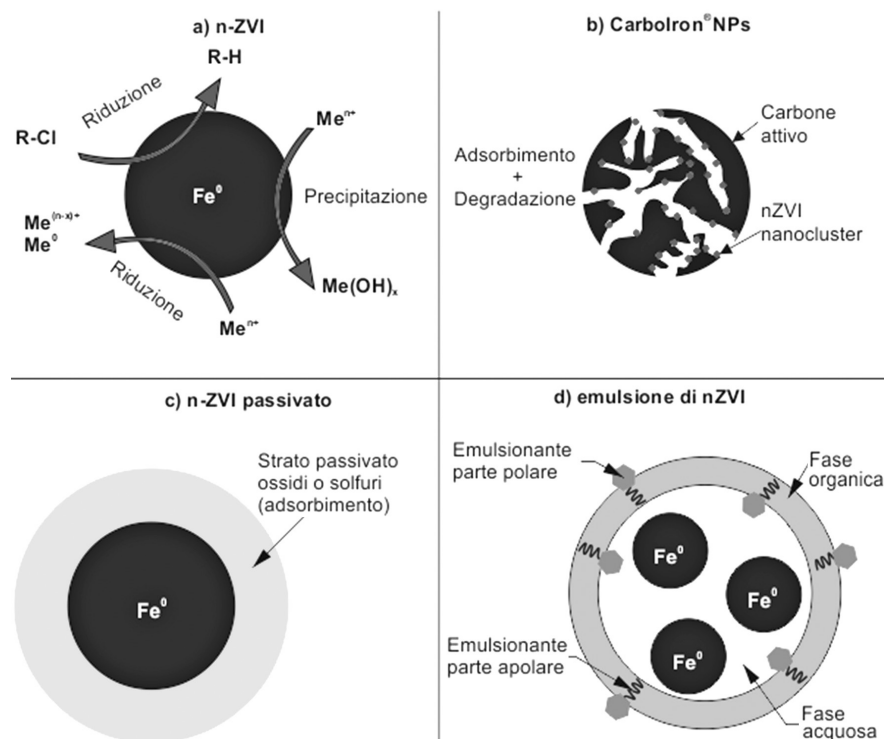 a) n-ZVI
R-H
Riduzione
R-Cl
Meⁿ⁺
Fe⁰
Precipitazione
Me⁽ⁿ⁻ˣ⁾⁺
Me⁰
Riduzione
Meⁿ⁺
Me(OH)ₓ
b) CarboIron®NPs
Carbone
attivo
Adsorbimento
+
Degradazione
nZVI
nanocluster
c) n-ZVI passivato
Strato passivato
ossidi o solfuri
(adsorbimento)
Fe⁰
d) emulsione di nZVI
Emulsionante
parte polare
Fase
organica
Fe⁰
Fe⁰
Fe⁰
Emulsionante
parte apolare
Fase
acquosa